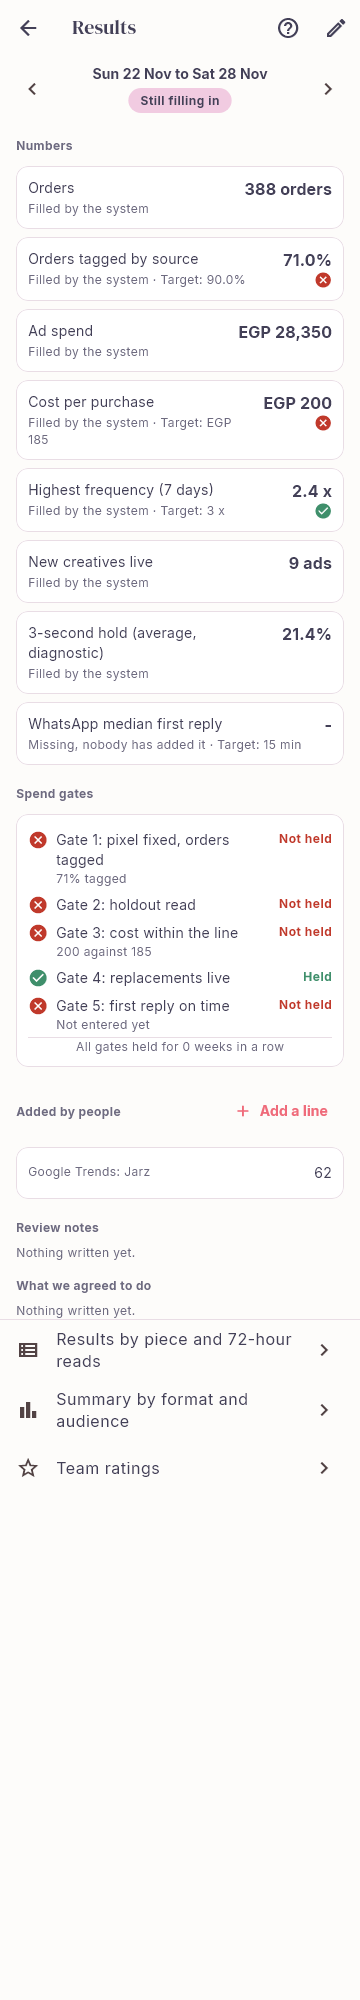 Results
Sun 22 Nov to Sat 28 Nov
Still filling in
Numbers
Orders
388 orders
Filled by the system
Orders tagged by source
71.0%
Filled by the system · Target: 90.0%
Ad spend
EGP 28,350
Filled by the system
Cost per purchase
EGP 200
Filled by the system · Target: EGP
185
Highest frequency (7 days)
2.4 x
Filled by the system · Target: 3 x
New creatives live
9 ads
Filled by the system
3-second hold (average,
diagnostic)
21.4%
Filled by the system
WhatsApp median first reply
-
Missing, nobody has added it · Target: 15 min
Spend gates
Gate 1: pixel fixed, orders
tagged
Not held
71% tagged
Gate 2: holdout read
Not held
Gate 3: cost within the line
Not held
200 against 185
Gate 4: replacements live
Held
Gate 5: first reply on time
Not held
Not entered yet
All gates held for 0 weeks in a row
Added by people
+ Add a line
Google Trends: Jarz
62
Review notes
Nothing written yet.
What we agreed to do
Nothing written yet.
Results by piece and 72-hour
reads
Summary by format and
audience
Team ratings